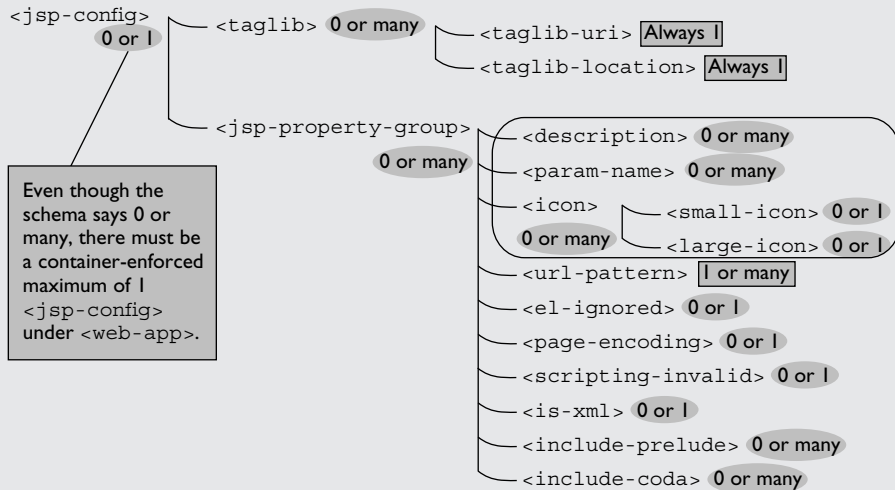 <jsp-config>
0 or 1
<taglib> 0 or many
<taglib-uri> Always 1
<taglib-location> Always 1
<jsp-property-group>
0 or many
<description> 0 or many
<param-name> 0 or many
<icon>
0 or many
<small-icon> 0 or 1
<large-icon> 0 or 1
<url-pattern> 1 or many
<el-ignored> 0 or 1
<page-encoding> 0 or 1
<scripting-invalid> 0 or 1
<is-xml> 0 or 1
<include-prelude> 0 or many
<include-coda> 0 or many
Even though the
schema says 0 or
many, there must be
a container-enforced
maximum of 1
<jsp-config>
under <web-app>.